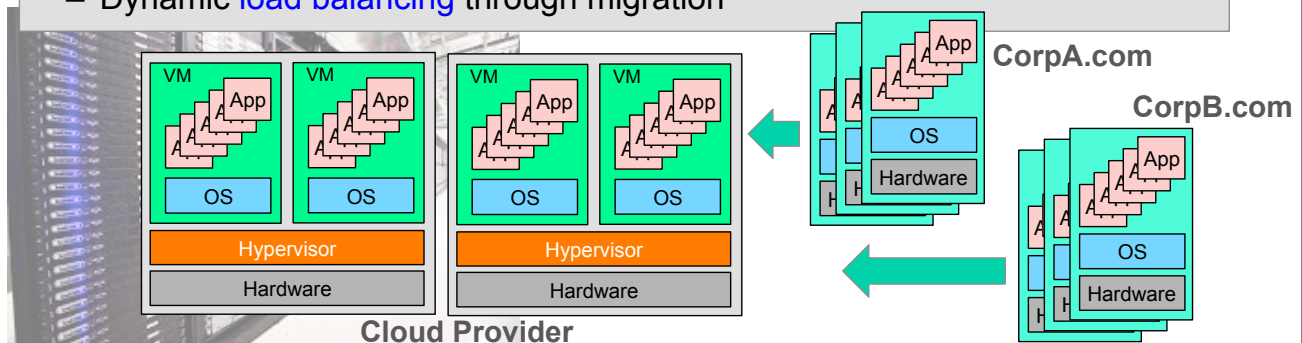 – Dynamic load balancing through migration
CorpA.com
CorpB.com
VM
App
OS
VM
App
OS
Hypervisor
Hardware
VM
App
OS
VM
App
OS
Hypervisor
Hardware
Cloud Provider
App
OS
Hardware
App
OS
Hardware